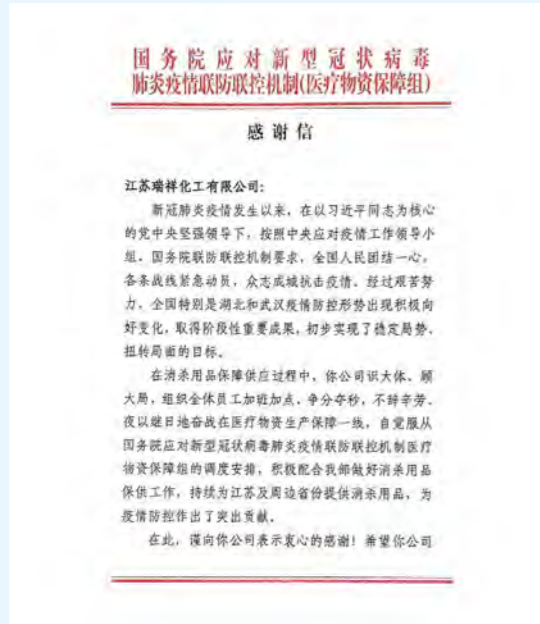 国务院应对新型冠状病毒
肺炎疫情联防联控机制(医疗物资保障组)
感谢信
江苏瑞祥化工有限公司：
新冠肺炎疫情发生以来，在以习近平同志为核心
的党中央坚强领导下，按照中央应对疫情工作领导小
组、国务院联防联控机制要求，全国人民团结一心，
各条战线紧急动员，众志成城抗击疫情。经过艰苦努
力，全国特别是湖北和武汉疫情防控形势出现积极向
好变化，取得阶段性重要成果，初步实现了稳定局势、
扭转局面的目标。
在消杀用品保障供应过程中，你公司识大体、顾
大局，组织全体员工加班加点、争分夺秒，不辞辛劳、
夜以继日地奋战在医疗物资生产保障一线，自觉服从
国务院应对新型冠状病毒肺炎疫情联防联控机制医疗
物资保障组的调度安排，积极配合我部做好消杀用品
保供工作，持续为江苏及周边省份提供消杀用品，为
疫情防控作出了突出贡献。
在此，谨向你公司表示衷心的感谢！希望你公司